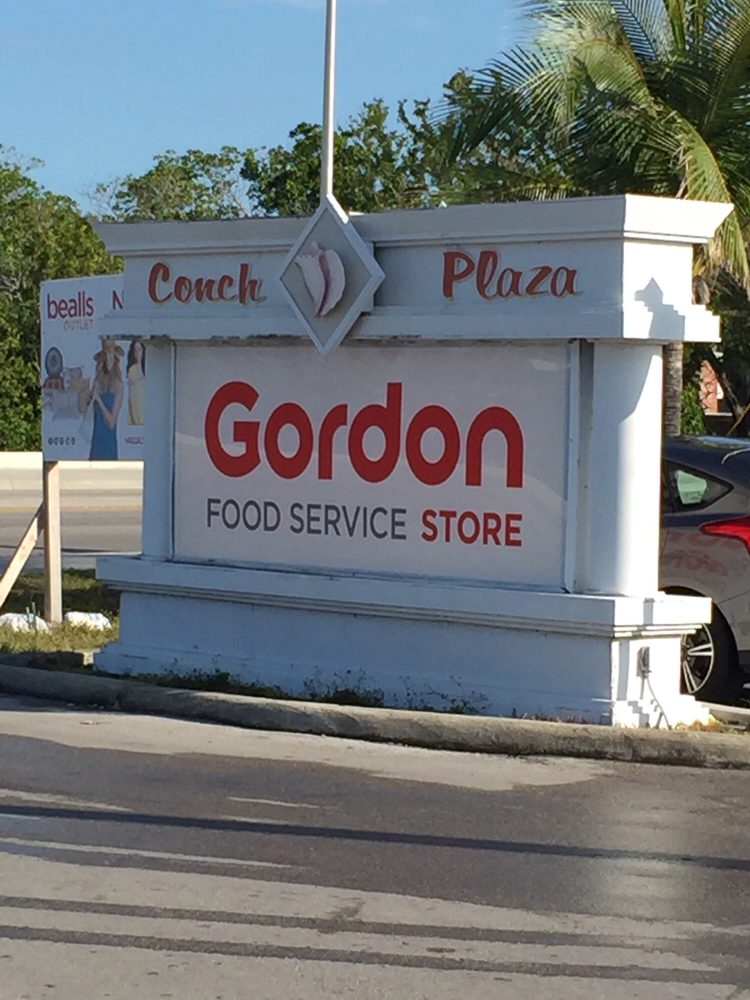 Conch Plaza
Gordon
FOOD SERVICE STORE
bealls
OUTLET